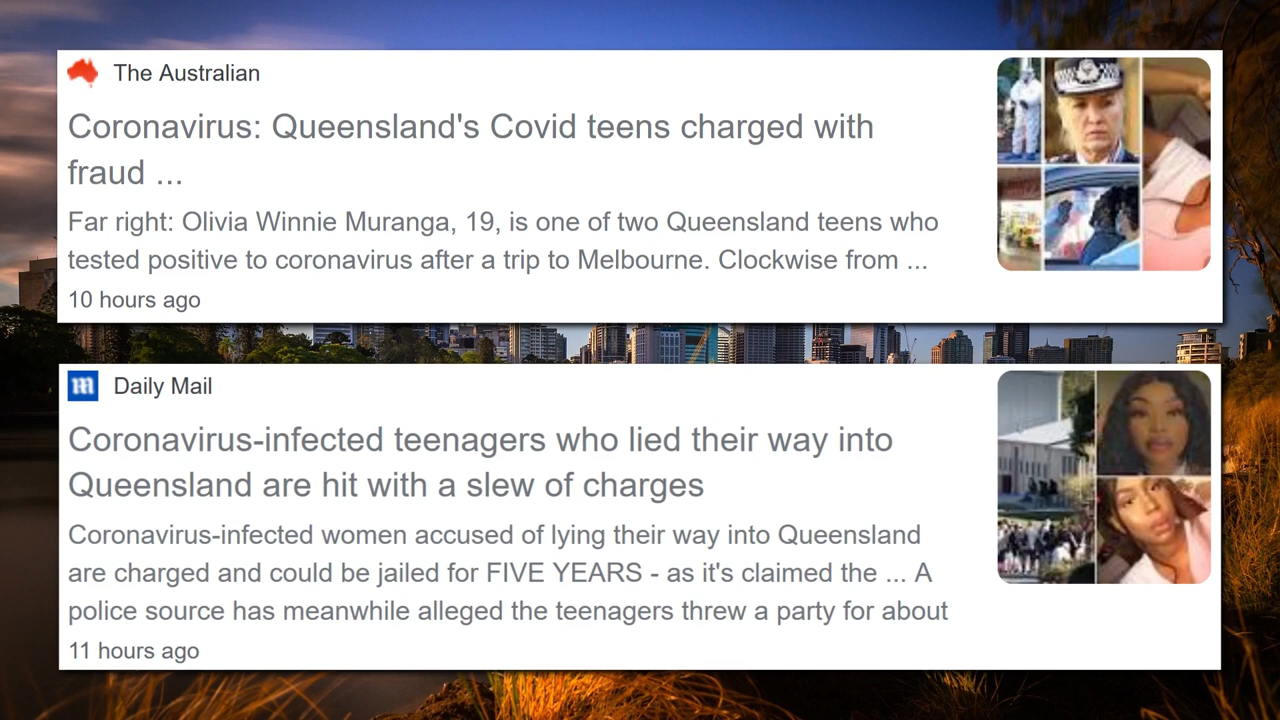 The Australian
Coronavirus: Queensland's Covid teens charged with
fraud ...
Far right: Olivia Winnie Muranga, 19, is one of two Queensland teens who
tested positive to coronavirus after a trip to Melbourne. Clockwise from ...
10 hours ago
m Daily Mail
Coronavirus-infected teenagers who lied their way into
Queensland are hit with a slew of charges
Coronavirus-infected women accused of lying their way into Queensland
are charged and could be jailed for FIVE YEARS - as it's claimed the ... A
police source has meanwhile alleged the teenagers threw a party for about
11 hours ago